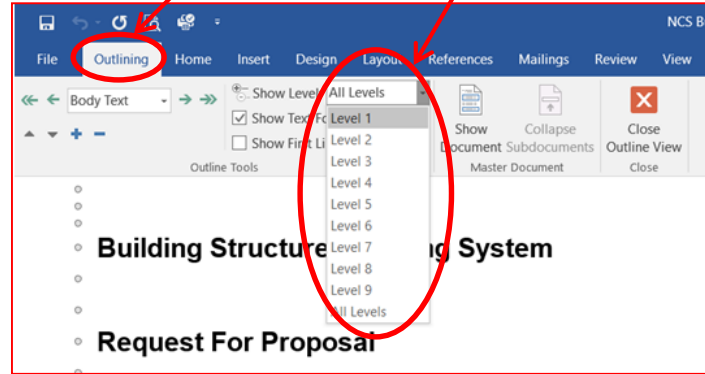 NCS B
File Outlining Home Insert Design Layout References Mailings Review View
Body Text Show Level All Levels Show Collapse Close
Show Text Fo Level 1 Document Subdocuments Outline View
Show First Li Level 2
Outline Tools Master Document Close
Level 3
Level 4
Level 5
Level 6
Level 7
Level 8
Level 9
All Levels
Building Structure g System
Request For Proposal